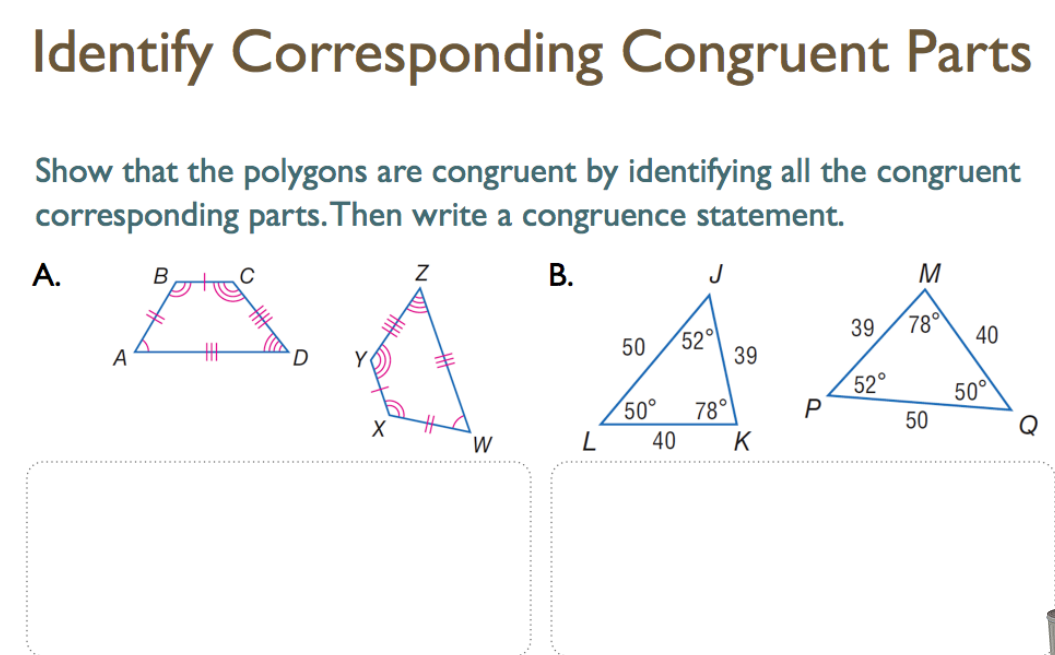 Identify Corresponding Congruent Parts
Show that the polygons are congruent by identifying all the congruent
corresponding parts. Then write a congruence statement.
A.
B
C
A
D
Z
Y
X
W
B.
J
50
52°
39
50°
78°
L
40
K
M
39
78°
40
52°
50°
P
50
Q